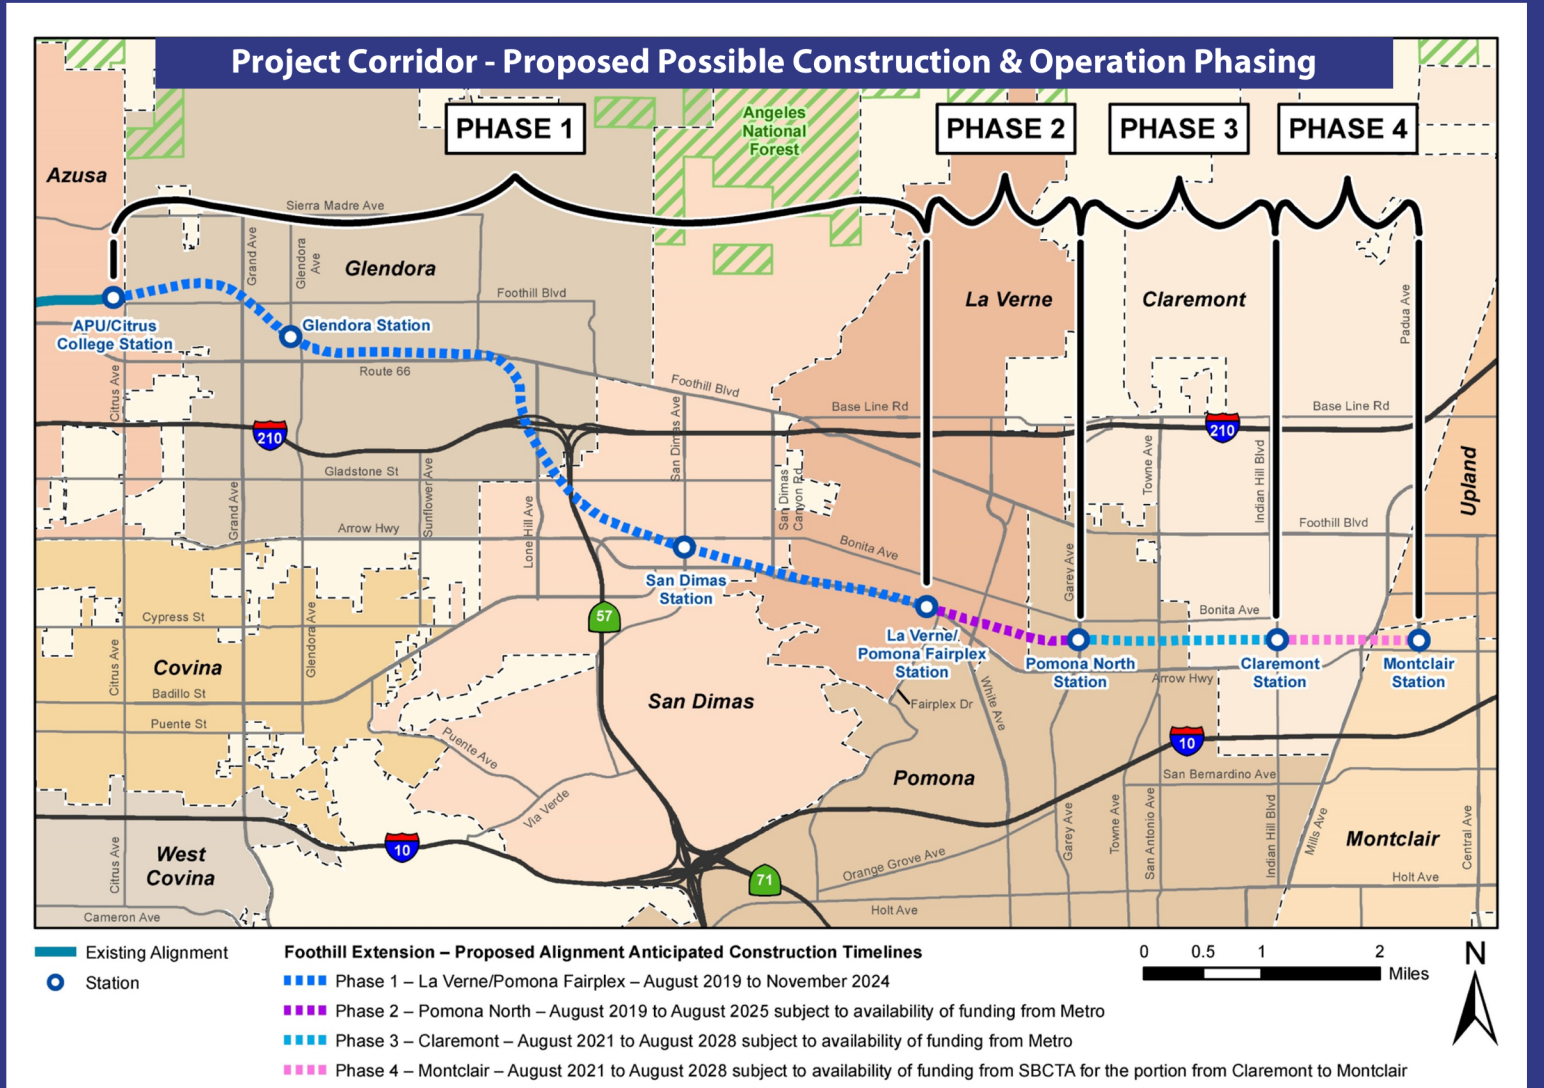 Project Corridor - Proposed Possible Construction & Operation Phasing
PHASE 1
PHASE 2
PHASE 3
PHASE 4
Angeles
National
Forest
Azusa
Sierra Madre Ave
Grand Ave
Glendora
Ave
Glendora
La Verne
Claremont
Padua Ave
Foothill Blvd
APU/Citrus
College Station
Glendora Station
Route 66
Citrus Ave
Foothill Blvd
Base Line Rd
Base Line Rd
210
210
San Dimas Ave
Gladstone St
Sunflower Ave
Grand Ave
Lone Hill Ave
San Dimas
Canyon Rd
Towne Ave
Indian Hill Blvd
Upland
Arrow Hwy
Foothill Blvd
Bonita Ave
Garey Ave
San Dimas
Station
Cypress St
57
Bonita Ave
Glendora Ave
Citrus Ave
Covina
La Verne/
Pomona Fairplex
Station
Pomona North
Station
Claremont
Station
Montclair
Station
Arrow Hwy
Badillo St
San Dimas
Fairplex Dr
White Ave
Puente St
Puente Ave
10
Pomona
San Bernardino Ave
Via Verde
Garey Ave
Towne Ave
San Antonio Ave
Indian Hill Blvd
Mills Ave
Montclair
Central Ave
10
West
Covina
Citrus Ave
Orange Grove Ave
71
Holt Ave
Holt Ave
Cameron Ave
Existing Alignment
Station
Foothill Extension – Proposed Alignment Anticipated Construction Timelines
Phase 1 – La Verne/Pomona Fairplex – August 2019 to November 2024
Phase 2 – Pomona North – August 2019 to August 2025 subject to availability of funding from Metro
Phase 3 – Claremont – August 2021 to August 2028 subject to availability of funding from Metro
Phase 4 – Montclair – August 2021 to August 2028 subject to availability of funding from SBCTA for the portion from Claremont to Montclair
0 0.5 1 2
Miles
N